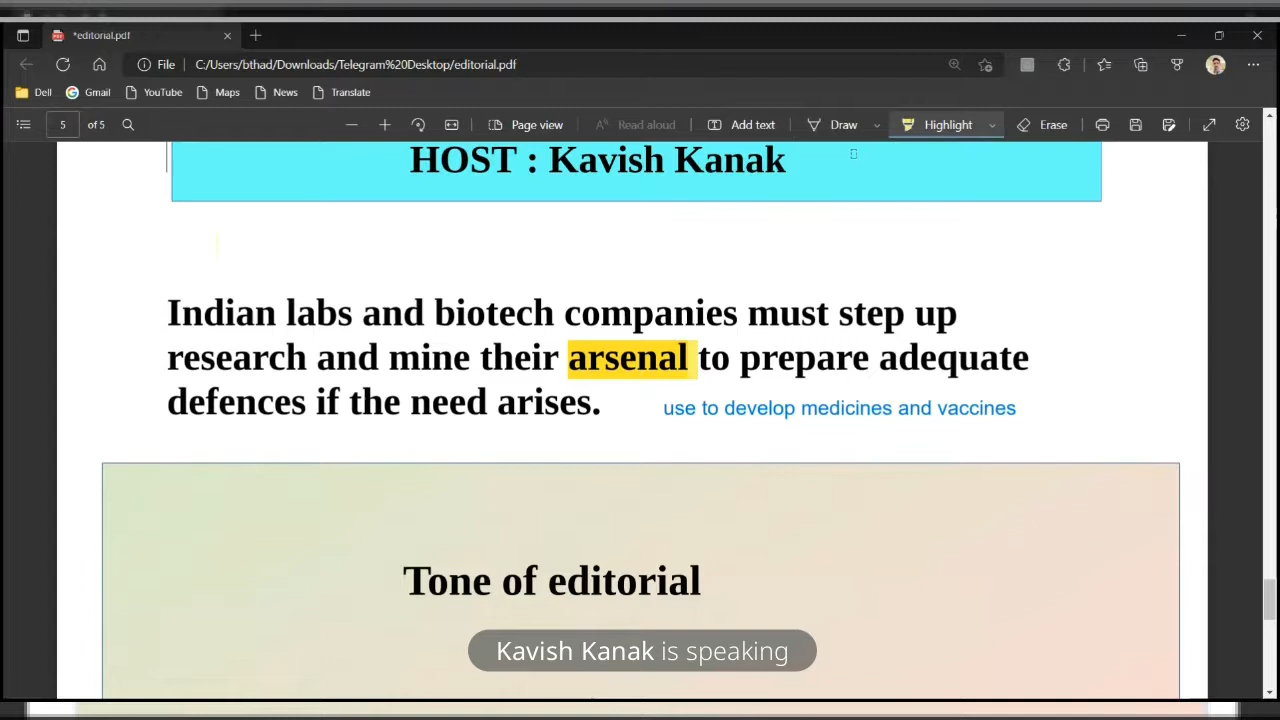 *editorial.pdf
File | C:/Users/bthad/Downloads/Telegram%20Desktop/editorial.pdf
Dell Gmail YouTube Maps News Translate
5 of 5 Page view Read aloud Add text Draw Highlight Erase
HOST : Kavish Kanak
Indian labs and biotech companies must step up
research and mine their arsenal to prepare adequate
defences if the need arises.
use to develop medicines and vaccines
Tone of editorial
Kavish Kanak is speaking